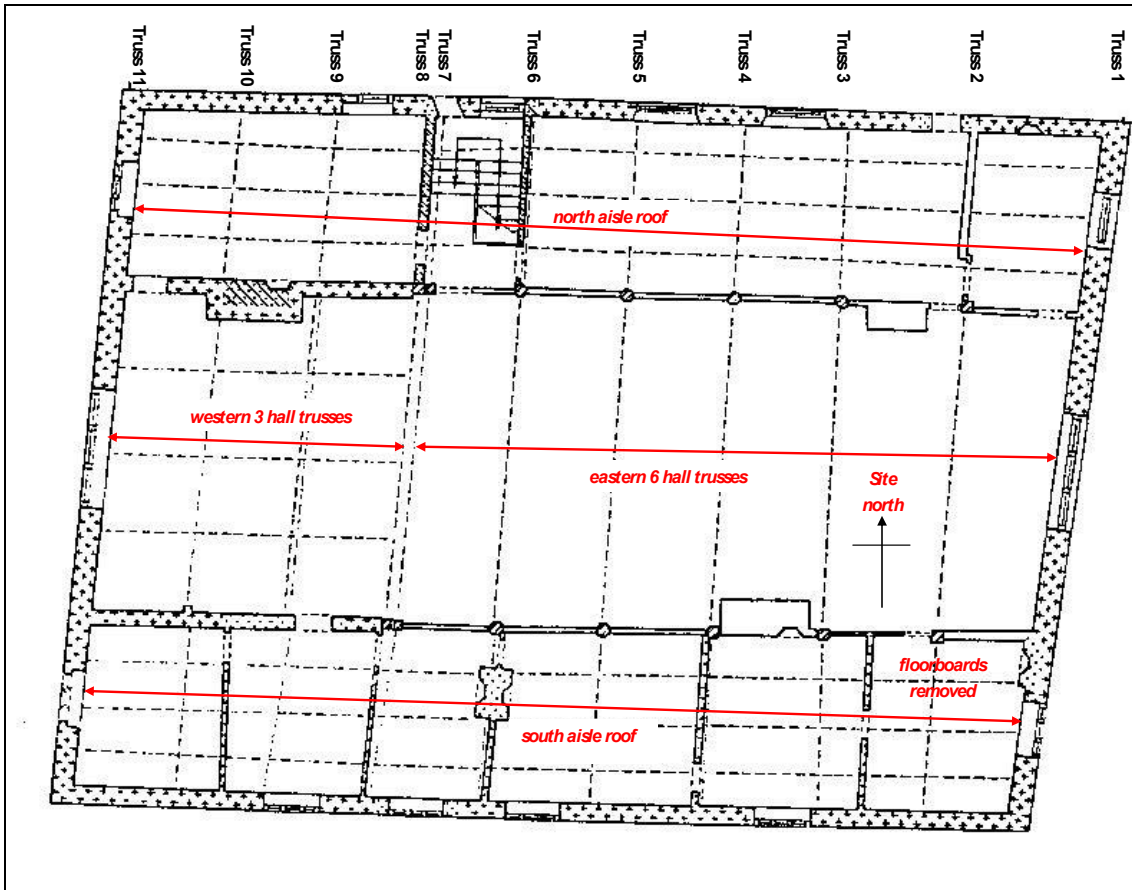 Truss 11
Truss 10
Truss 9
Truss 8
Truss 7
Truss 6
Truss 5
Truss 4
Truss 3
Truss 2
Truss 1
north aisle roof
western 3 hall trusses
eastern 6 hall trusses
Site
north
floorboards
removed
south aisle roof